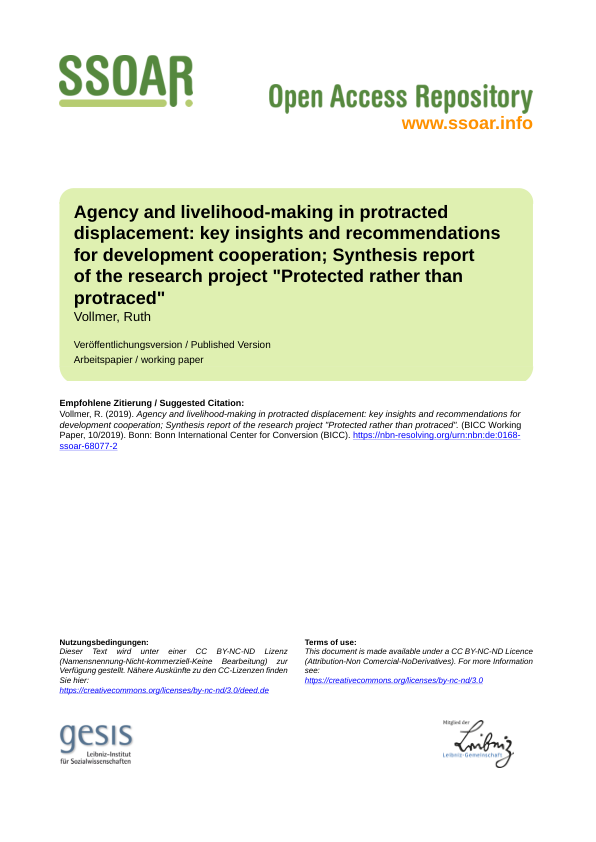 SSOAR
Open Access Repository
www.ssoar.info
Agency and livelihood-making in protracted
displacement: key insights and recommendations
for development cooperation; Synthesis report
of the research project "Protected rather than
protraced"
Vollmer, Ruth
Veröffentlichungsversion / Published Version
Arbeitspapier / working paper
Empfohlene Zitierung / Suggested Citation:
Vollmer, R. (2019). Agency and livelihood-making in protracted displacement: key insights and recommendations for
development cooperation; Synthesis report of the research project "Protected rather than protraced". (BICC Working
Paper, 10/2019). Bonn: Bonn International Center for Conversion (BICC). https://nbn-resolving.org/urn:nbn:de:0168-
ssoar-68077-2
Nutzungsbedingungen:
Dieser Text wird unter einer CC BY-NC-ND Lizenz
(Namensnennung-Nicht-kommerziell-Keine Bearbeitung) zur
Verfügung gestellt. Nähere Auskünfte zu den CC-Lizenzen finden
Sie hier:
https://creativecommons.org/licenses/by-nc-nd/3.0/deed.de
Terms of use:
This document is made available under a CC BY-NC-ND Licence
(Attribution-Non Comercial-NoDerivatives). For more Information
see:
https://creativecommons.org/licenses/by-nc-nd/3.0
gesis
Leibniz-Institut
für Sozialwissenschaften
Mitglied der
Leibniz
Leibniz-Gemeinschaft